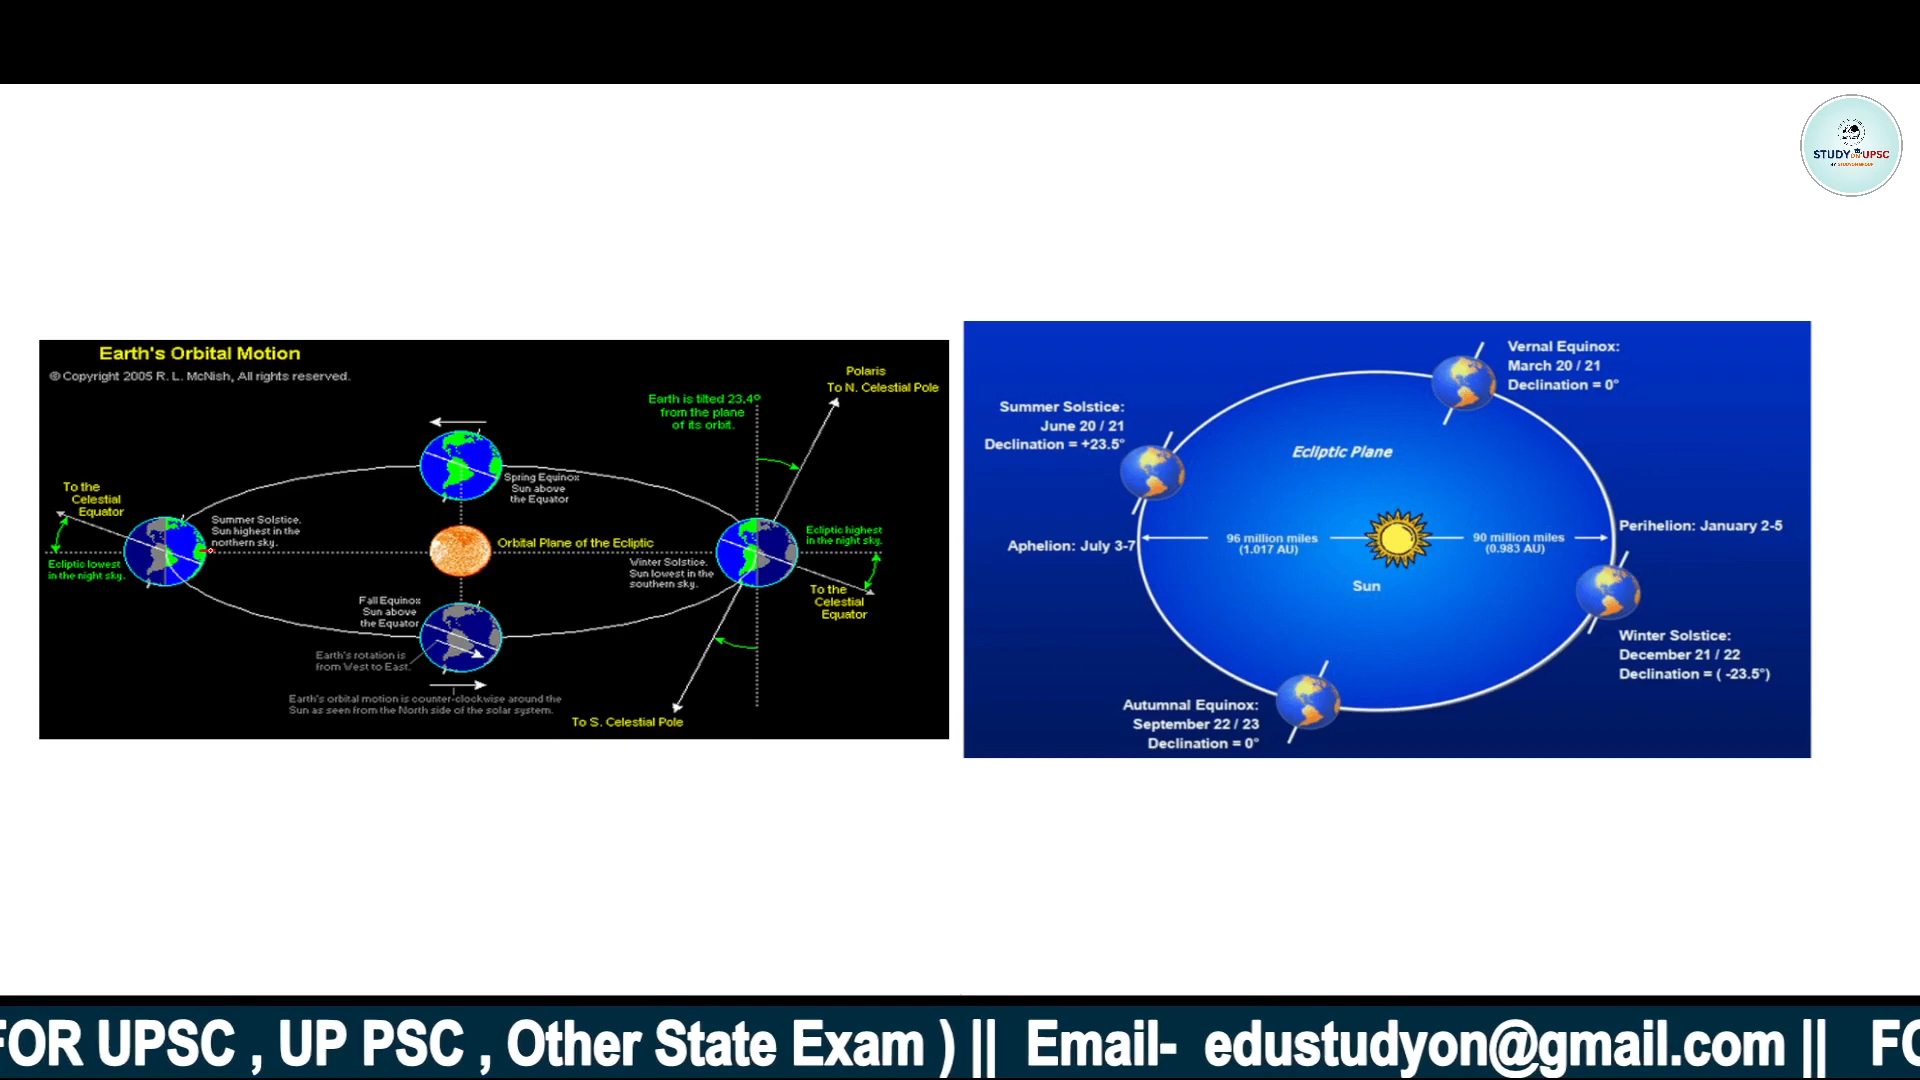 STUDY ON UPSC
Earth's Orbital Motion
© Copyright 2005 R. L. McNish, All rights reserved.
Polaris
To N. Celestial Pole
Earth is tilted 23.4°
from the plane
of its orbit.
To the
Celestial
Equator
Spring Equinox
Sun above
the Equator
Summer Solstice.
Sun highest in the
northern sky.
Ecliptic lowest
in the night sky.
Orbital Plane of the Ecliptic
Ecliptic highest
in the night sky.
Winter Solstice.
Sun lowest in the
southern sky.
To the
Celestial
Equator
Fall Equinox
Sun above
the Equator
Earth's rotation is
from West to East.
Earth's orbital motion is counter-clockwise around the
Sun as seen from the North side of the solar system.
To S. Celestial Pole
Vernal Equinox:
March 20 / 21
Declination = 0°
Summer Solstice:
June 20 / 21
Declination = +23.5°
Ecliptic Plane
Aphelion: July 3-7
96 million miles
(1.017 AU)
90 million miles
(0.983 AU)
Perihelion: January 2-5
Sun
Winter Solstice:
December 21 / 22
Declination = ( -23.5°)
Autumnal Equinox:
September 22 / 23
Declination = 0°
FOR UPSC , UP PSC , Other State Exam ) || Email- edustudyon@gmail.com || FO